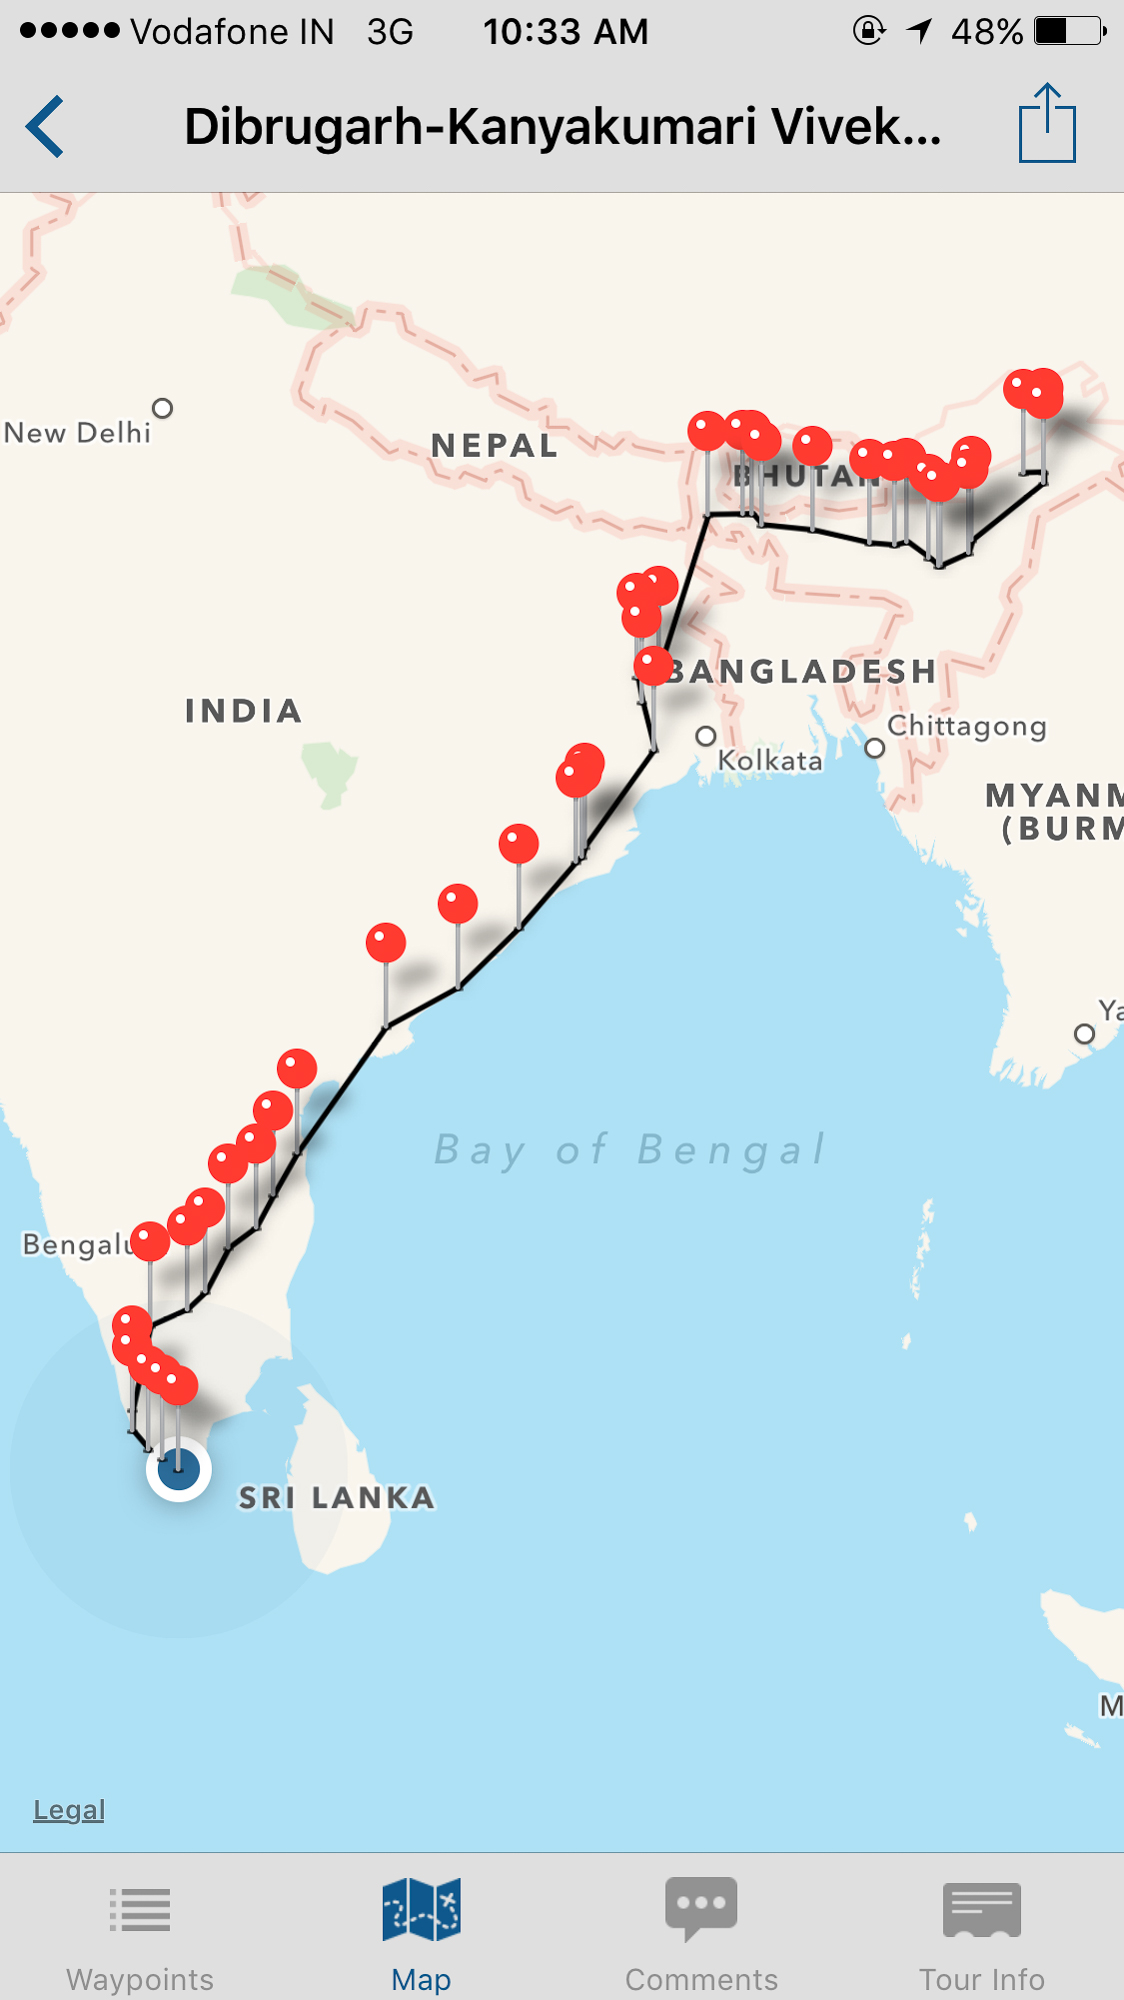 Vodafone IN 3G 10:33 AM 48%
Dibrugarh-Kanyakumari Vivek...
New Delhi
NEPAL
BHUTAN
INDIA
BANGLADESH
Chittagong
Kolkata
MYANM
(BURM
Ya
Bay of Bengal
Bengalu
SRI LANKA
M
Legal
Waypoints Map Comments Tour Info